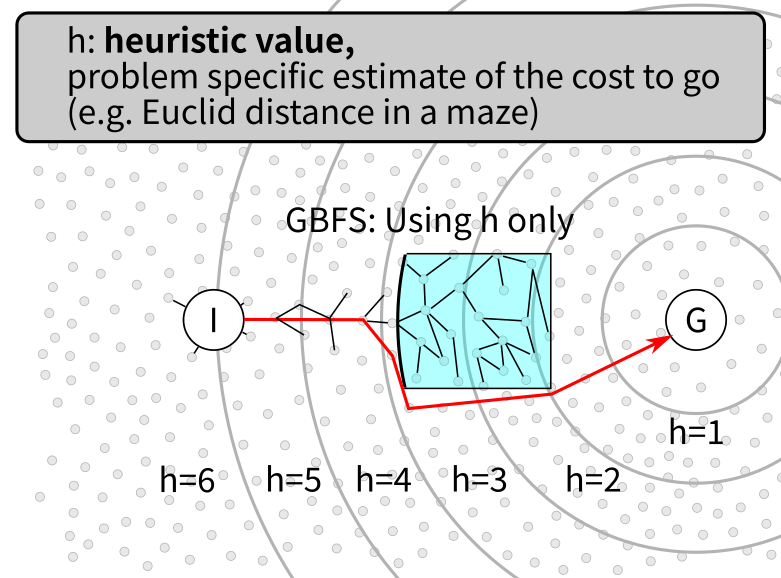 h: heuristic value,
problem specific estimate of the cost to go
(e.g. Euclid distance in a maze)
GBFS: Using h only
I
G
h=1
h=6 h=5 h=4 h=3 h=2